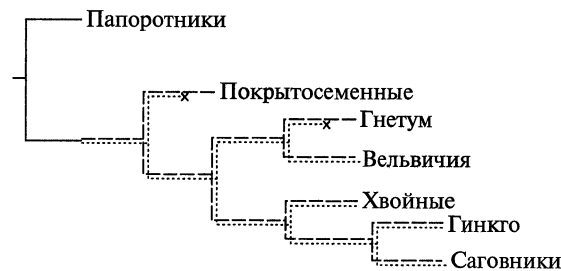 Папоротники
Покрытосеменные
Гнетум
Вельвичия
Хвойные
Гинкго
Саговники